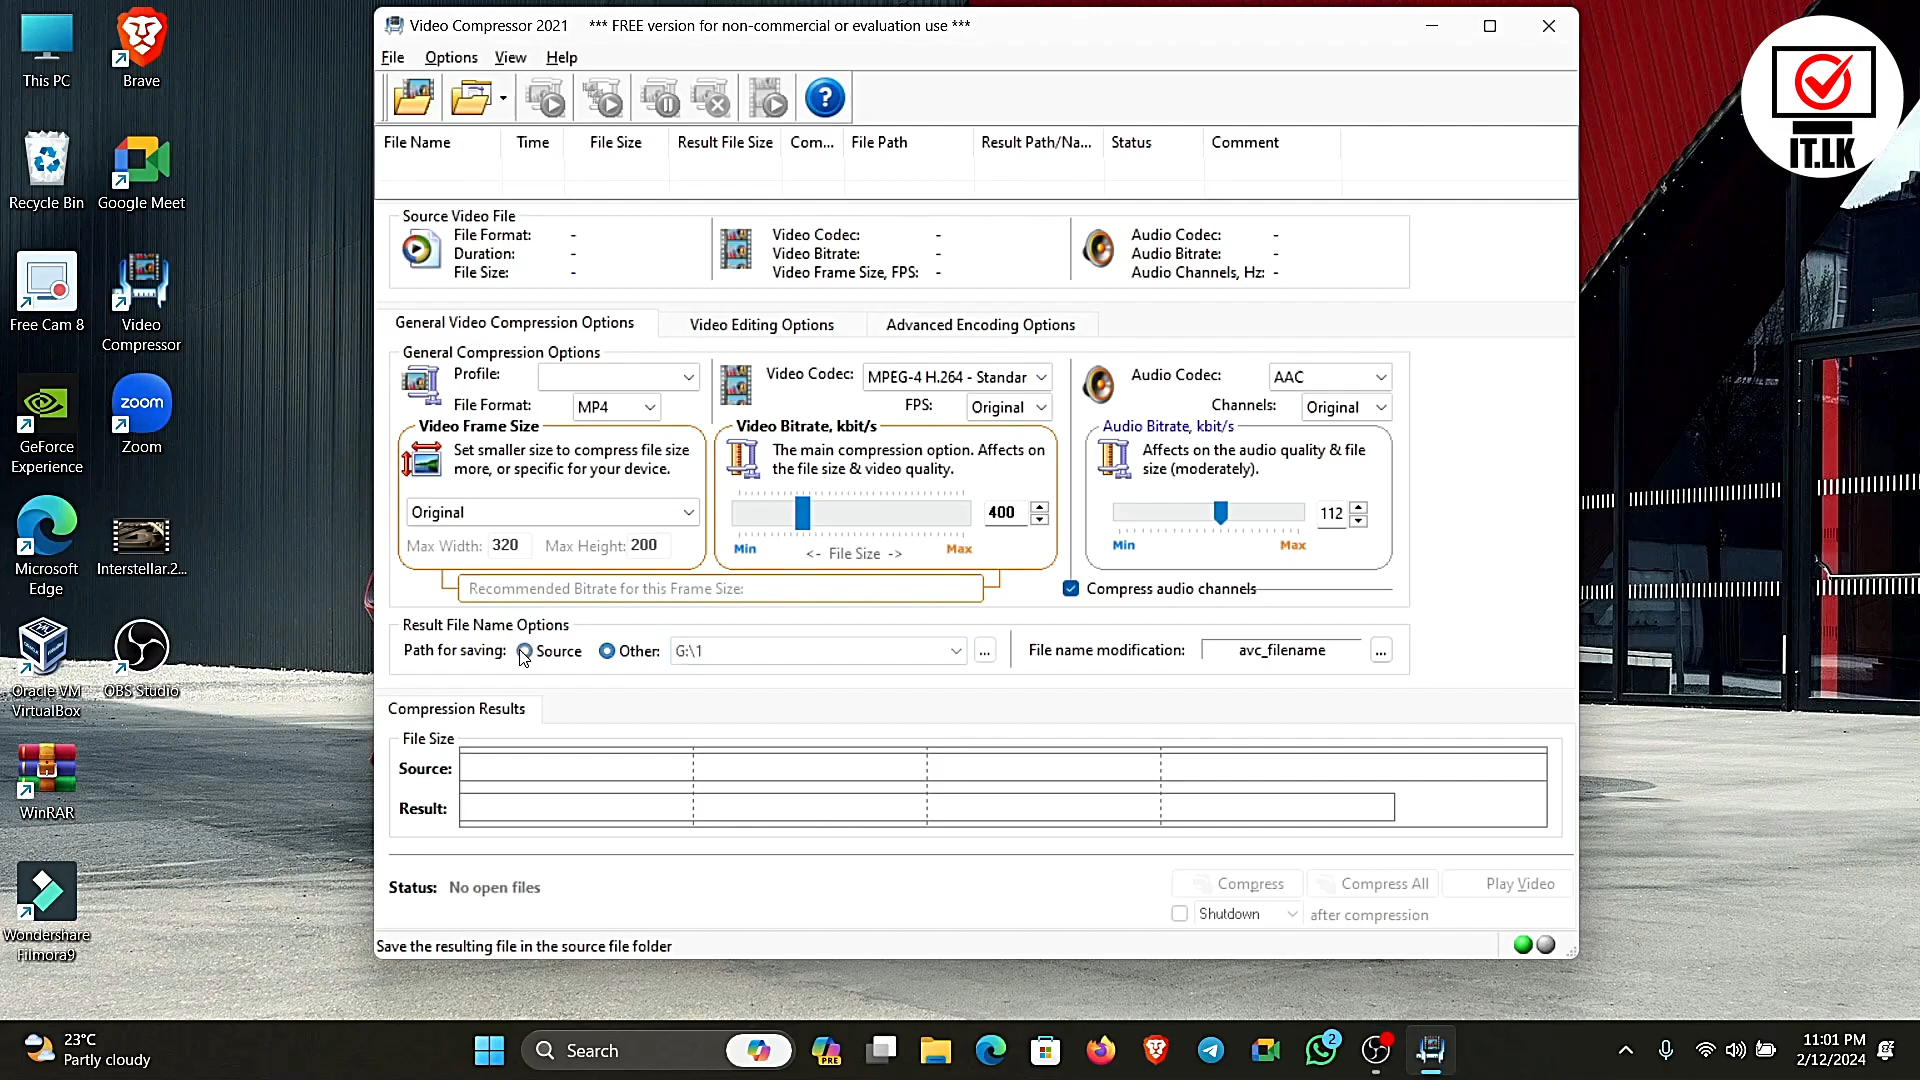 This PC
Brave
Recycle Bin
Google Meet
Free Cam 8
Video
Compressor
GeForce
Experience
Zoom
zoom
Microsoft
Edge
Interstellar.2...
Oracle VM
VirtualBox
OBS Studio
WinRAR
Wondershare
Filmora9
Video Compressor 2021 *** FREE version for non-commercial or evaluation use ***
File Options View Help
File Name Time File Size Result File Size Com... File Path Result Path/Na... Status Comment
Source Video File
File Format: - Video Codec: - Audio Codec: -
Duration: - Video Bitrate: - Audio Bitrate: -
File Size: - Video Frame Size, FPS: - Audio Channels, Hz: -
General Video Compression Options Video Editing Options Advanced Encoding Options
General Compression Options
Profile: Video Codec: MPEG-4 H.264 - Standar Audio Codec: AAC
File Format: MP4 FPS: Original Channels: Original
Video Frame Size Video Bitrate, kbit/s Audio Bitrate, kbit/s
Set smaller size to compress file size The main compression option. Affects on Affects on the audio quality & file
more, or specific for your device. the file size & video quality. size (moderately).
Original 400 112
Max Width: 320 Max Height: 200 Min <- File Size -> Max Min Max
Recommended Bitrate for this Frame Size: Compress audio channels
Result File Name Options
Path for saving: Source Other: G:\1 ... File name modification: avc_filename ...
Compression Results
File Size
Source:
Result:
Status: No open files Compress Compress All Play Video
Shutdown after compression
Save the resulting file in the source file folder
IT.LK
23°C
Partly cloudy
Search
PRE
2
11:01 PM
2/12/2024